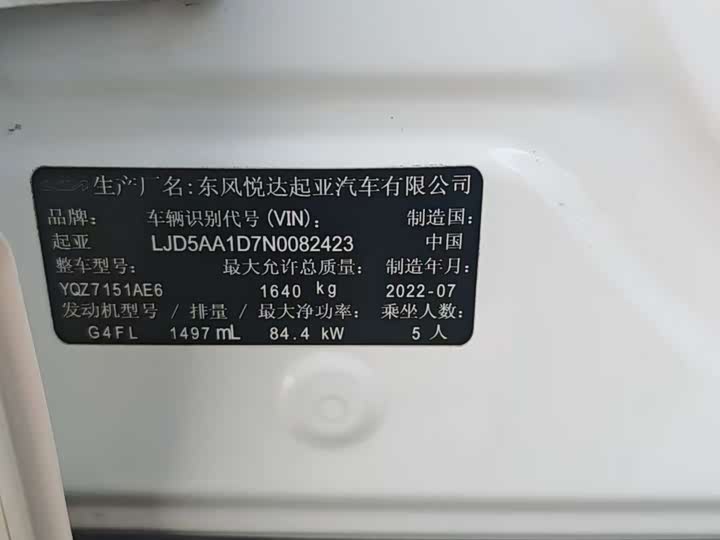 生产厂名:东风悦达起亚汽车有限公司
品牌: 车辆识别代号(VIN): 制造国:
起亚 LJD5AA1D7N0082423 中国
整车型号: 最大允许总质量: 制造年月:
YQZ7151AE6 1640 kg 2022-07
发动机型号 / 排量 / 最大净功率: 乘坐人数:
G4FL 1497 mL 84.4 kW 5 人